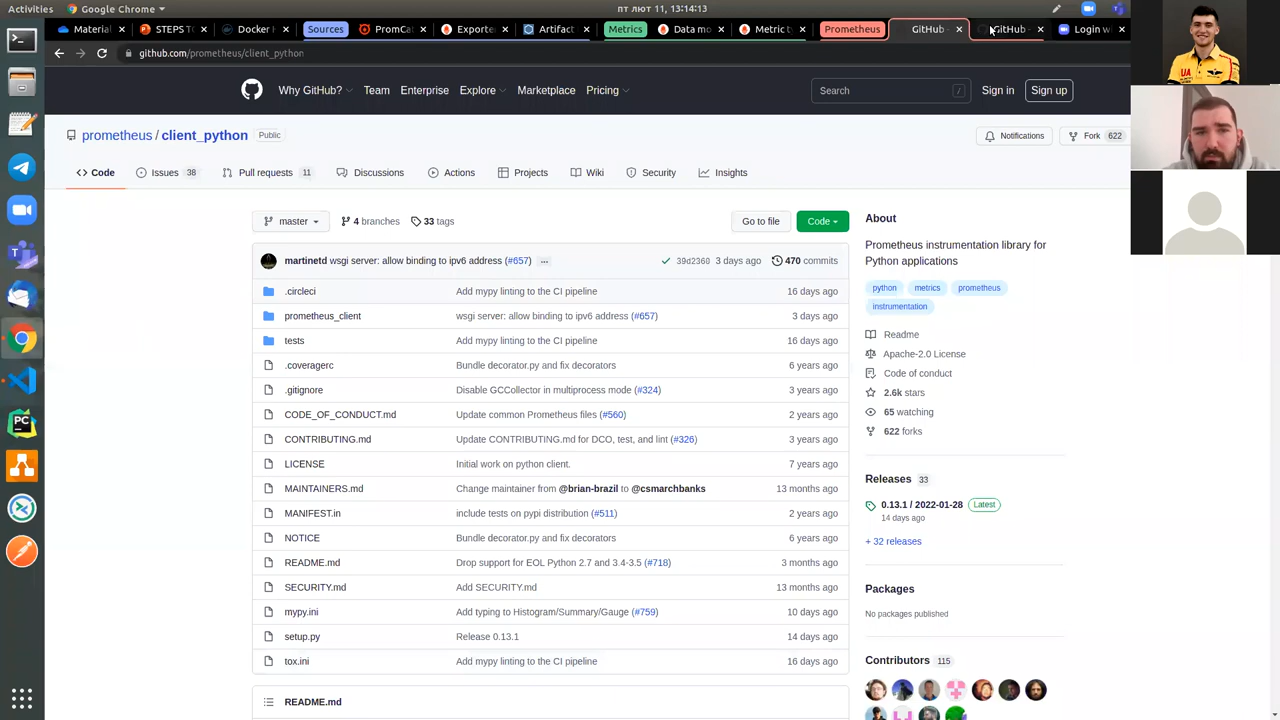 Activities
Google Chrome
пт лют 11, 13:14:13
Material
STEPS T
Docker H
Sources
PromCa
Exporte
Artifact
Metrics
Data mo
Metric ty
Prometheus
GitHub
GitHub
Login w
github.com/prometheus/client_python
Why GitHub?
Team
Enterprise
Explore
Marketplace
Pricing
Search
/
Sign in
Sign up
prometheus / client_python
Public
Notifications
Fork 622
Code
Issues 38
Pull requests 11
Discussions
Actions
Projects
Wiki
Security
Insights
master
4 branches
33 tags
Go to file
Code
martinetd wsgi server: allow binding to ipv6 address (#657) ...
39d2360 3 days ago
470 commits
.circleci Add mypy linting to the CI pipeline 16 days ago
prometheus_client wsgi server: allow binding to ipv6 address (#657) 3 days ago
tests Add mypy linting to the CI pipeline 16 days ago
.coveragerc Bundle decorator.py and fix decorators 6 years ago
.gitignore Disable GCCollector in multiprocess mode (#324) 3 years ago
CODE_OF_CONDUCT.md Update common Prometheus files (#560) 2 years ago
CONTRIBUTING.md Update CONTRIBUTING.md for DCO, test, and lint (#326) 3 years ago
LICENSE Initial work on python client. 7 years ago
MAINTAINERS.md Change maintainer from @brian-brazil to @csmarchbanks 13 months ago
MANIFEST.in include tests on pypi distribution (#511) 2 years ago
NOTICE Bundle decorator.py and fix decorators 6 years ago
README.md Drop support for EOL Python 2.7 and 3.4-3.5 (#718) 3 months ago
SECURITY.md Add SECURITY.md 13 months ago
mypy.ini Add typing to Histogram/Summary/Gauge (#759) 10 days ago
setup.py Release 0.13.1 14 days ago
tox.ini Add mypy linting to the CI pipeline 16 days ago
README.md
About
Prometheus instrumentation library for
Python applications
python
metrics
prometheus
instrumentation
Readme
Apache-2.0 License
Code of conduct
2.6k stars
65 watching
622 forks
Releases 33
0.13.1 / 2022-01-28 Latest
14 days ago
+ 32 releases
Packages
No packages published
Contributors 115
UA
PC